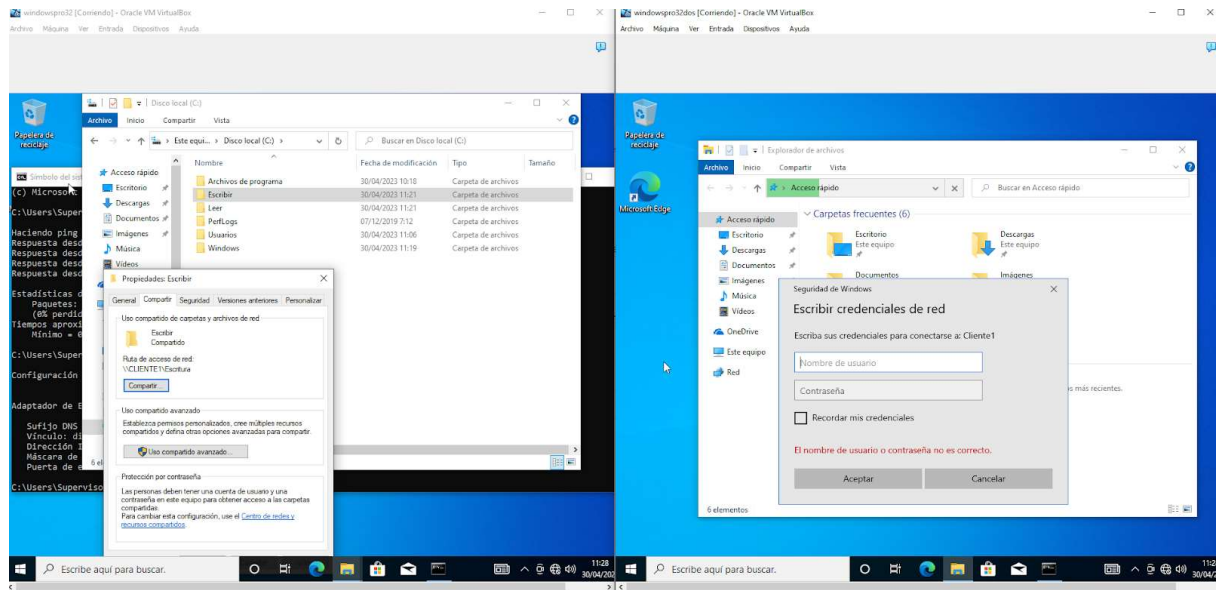 windowspro32 [Corriendo] - Oracle VM VirtualBox
Archivo Máquina Ver Entrada Dispositivos Ayuda
Papelera de
reciclaje
Disco local (C:)
Archivo Inicio Compartir Vista
Este equi... > Disco local (C:) >
Buscar en Disco local (C:)
Nombre Fecha de modificación Tipo Tamaño
Acceso rápido
Escritorio
Descargas
Documentos
Imágenes
Música
Vídeos
Archivos de programa 30/04/2023 10:18 Carpeta de archivos
Escribir 30/04/2023 11:21 Carpeta de archivos
Leer 30/04/2023 11:21 Carpeta de archivos
PerfLogs 07/12/2019 7:12 Carpeta de archivos
Usuarios 30/04/2023 11:06 Carpeta de archivos
Windows 30/04/2023 11:19 Carpeta de archivos
Símbolo del sist
(c) Microsoft
C:\Users\Super
Haciendo ping
Respuesta desd
Respuesta desd
Respuesta desd
Respuesta desd
Estadísticas d
Paquetes:
(0% perdid
Tiempos aproxi
Mínimo = 0
C:\Users\Super
Configuración
Adaptador de E
Sufijo DNS
Vínculo: di
Dirección I
Máscara de
Puerta de e
C:\Users\Superviso
6 el
Propiedades: Escribir
General Compartir Seguridad Versiones anteriores Personalizar
Uso compartido de carpetas y archivos de red
Escribir
Compartido
Ruta de acceso de red:
\\CLIENTE1\Escritura
Compartir...
Uso compartido avanzado
Establezca permisos personalizados, cree múltiples recursos
compartidos y defina otras opciones avanzadas para compartir.
Uso compartido avanzado...
Protección por contraseña
Las personas deben tener una cuenta de usuario y una
contraseña en este equipo para obtener acceso a las carpetas
compartidas.
Para cambiar esta configuración, use el Centro de redes y
recursos compartidos.
Escribe aquí para buscar.
11:28
30/04/202
windowspro32dos [Corriendo] - Oracle VM VirtualBox
Archivo Máquina Ver Entrada Dispositivos Ayuda
Papelera de
reciclaje
Microsoft Edge
Explorador de archivos
Archivo Inicio Compartir Vista
Acceso rápido
Buscar en Acceso rápido
Acceso rápido
Escritorio
Descargas
Documentos
Imágenes
Música
Vídeos
OneDrive
Este equipo
Red
Carpetas frecuentes (6)
Escritorio
Este equipo
Descargas
Este equipo
Documentos
Imágenes
s más recientes.
Seguridad de Windows
Escribir credenciales de red
Escriba sus credenciales para conectarse a: Cliente1
Nombre de usuario
Contraseña
Recordar mis credenciales
El nombre de usuario o contraseña no es correcto.
Aceptar Cancelar
6 elementos
Escribe aquí para buscar.
11:28
30/04/2